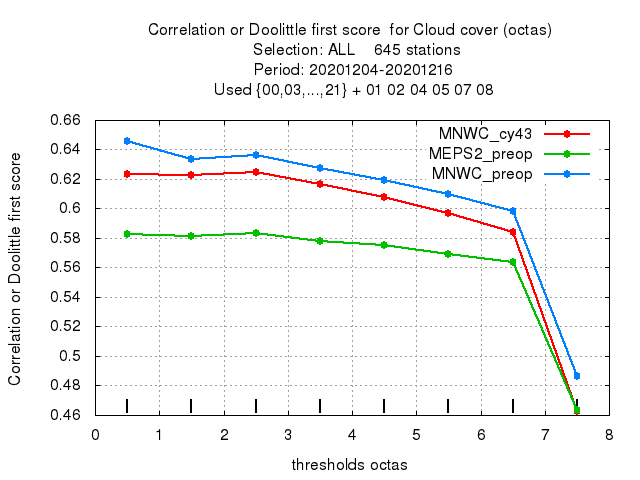 Correlation or Doolittle first score  for Cloud cover (octas)
Selection: ALL    645 stations
Period: 20201204-20201216
Used {00,03,...,21} + 01 02 04 05 07 08
MNWC_cy43
MEPS2_preop
MNWC_preop
Correlation or Doolittle first score
0.66
0.64
0.62
0.6
0.58
0.56
0.54
0.52
0.5
0.48
0.46
0 1 2 3 4 5 6 7 8
thresholds octas